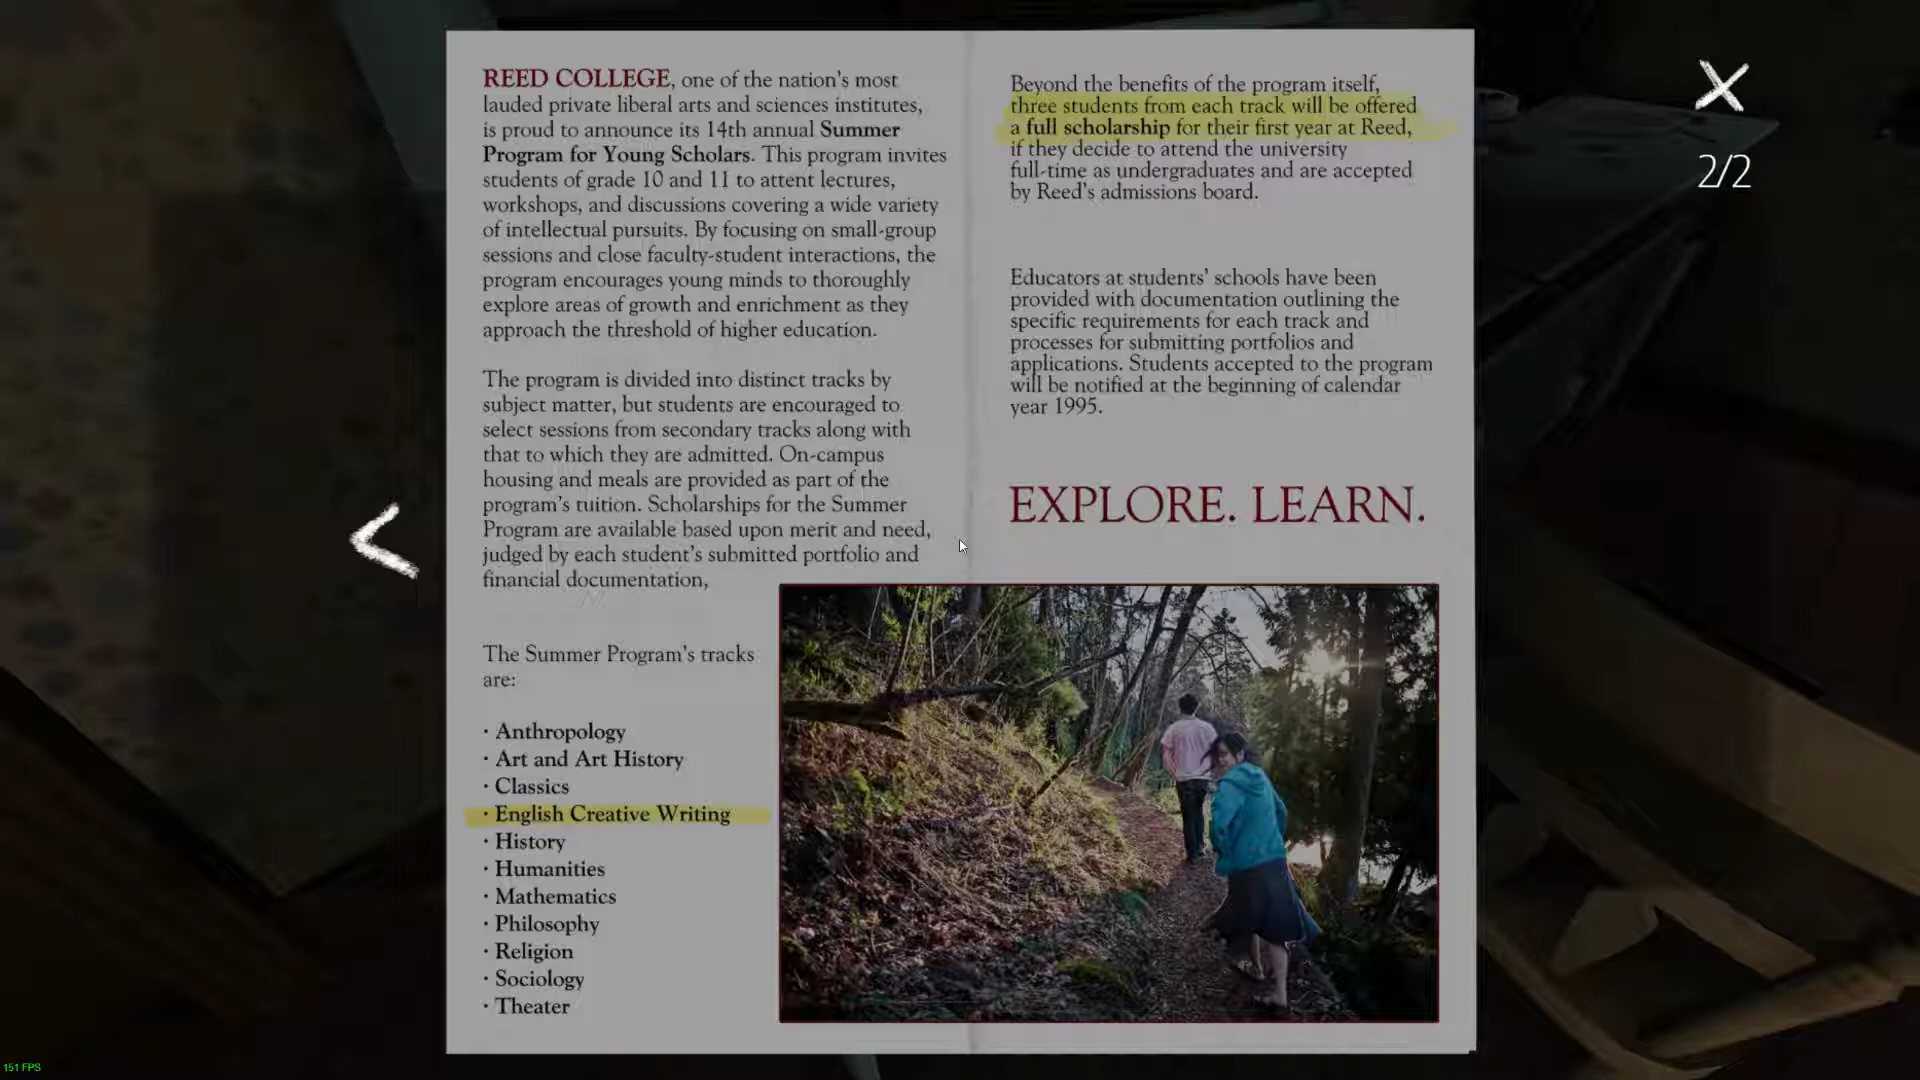 REED COLLEGE, one of the nation's most
lauded private liberal arts and sciences institutes,
is proud to announce its 14th annual Summer
Program for Young Scholars. This program invites
students of grade 10 and 11 to attent lectures,
workshops, and discussions covering a wide variety
of intellectual pursuits. By focusing on small-group
sessions and close faculty-student interactions, the
program encourages young minds to thoroughly
explore areas of growth and enrichment as they
approach the threshold of higher education.
The program is divided into distinct tracks by
subject matter, but students are encouraged to
select sessions from secondary tracks along with
that to which they are admitted. On-campus
housing and meals are provided as part of the
program's tuition. Scholarships for the Summer
Program are available based upon merit and need,
judged by each student's submitted portfolio and
financial documentation,
The Summer Program's tracks
are:
· Anthropology
· Art and Art History
· Classics
· English Creative Writing
· History
· Humanities
· Mathematics
· Philosophy
· Religion
· Sociology
· Theater
Beyond the benefits of the program itself,
three students from each track will be offered
a full scholarship for their first year at Reed,
if they decide to attend the university
full-time as undergraduates and are accepted
by Reed's admissions board.
Educators at students' schools have been
provided with documentation outlining the
specific requirements for each track and
processes for submitting portfolios and
applications. Students accepted to the program
will be notified at the beginning of calendar
year 1995.
EXPLORE. LEARN.
2/2
151 FPS